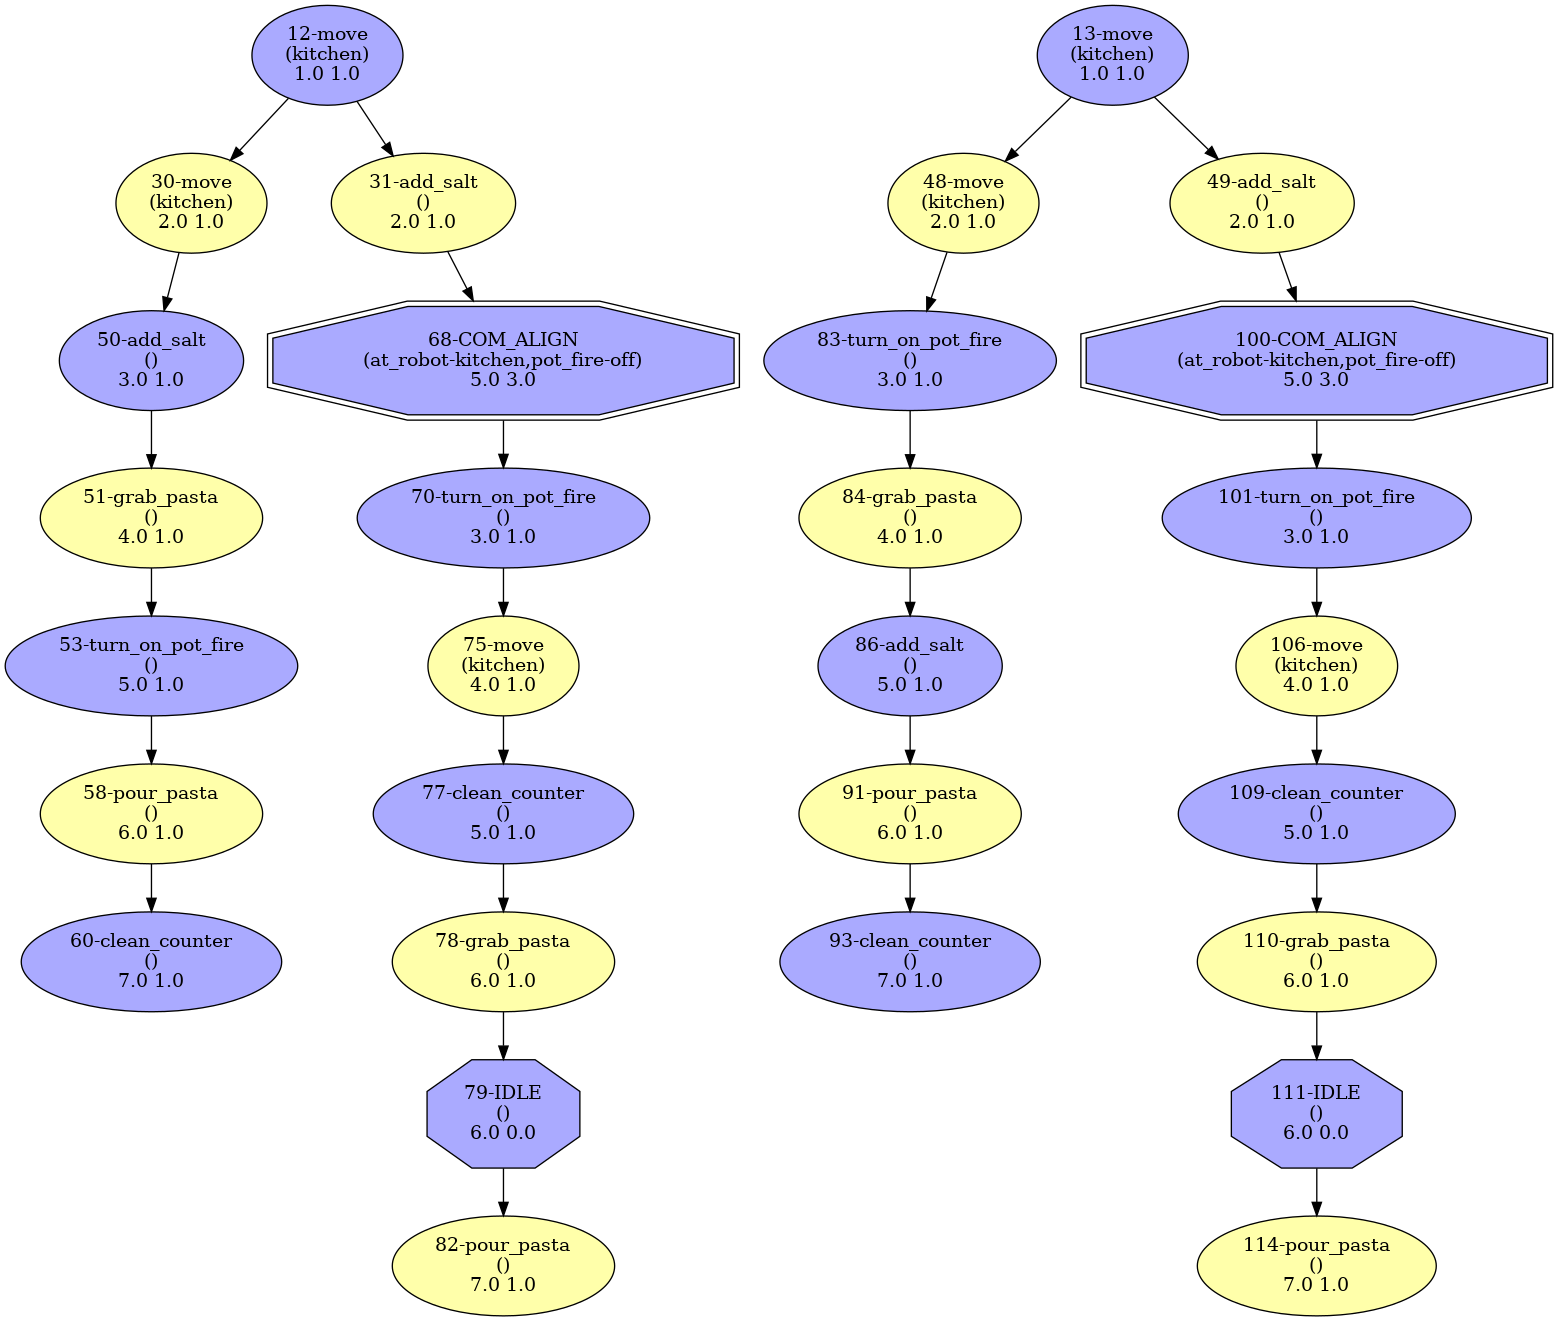 12-move
(kitchen)
1.0 1.0
13-move
(kitchen)
1.0 1.0
30-move
(kitchen)
2.0 1.0
31-add_salt
()
2.0 1.0
48-move
(kitchen)
2.0 1.0
49-add_salt
()
2.0 1.0
50-add_salt
()
3.0 1.0
68-COM_ALIGN
(at_robot-kitchen,pot_fire-off)
5.0 3.0
83-turn_on_pot_fire
()
3.0 1.0
100-COM_ALIGN
(at_robot-kitchen,pot_fire-off)
5.0 3.0
51-grab_pasta
()
4.0 1.0
70-turn_on_pot_fire
()
3.0 1.0
84-grab_pasta
()
4.0 1.0
101-turn_on_pot_fire
()
3.0 1.0
53-turn_on_pot_fire
()
5.0 1.0
75-move
(kitchen)
4.0 1.0
86-add_salt
()
5.0 1.0
106-move
(kitchen)
4.0 1.0
58-pour_pasta
()
6.0 1.0
77-clean_counter
()
5.0 1.0
91-pour_pasta
()
6.0 1.0
109-clean_counter
()
5.0 1.0
60-clean_counter
()
7.0 1.0
78-grab_pasta
()
6.0 1.0
93-clean_counter
()
7.0 1.0
110-grab_pasta
()
6.0 1.0
79-IDLE
()
6.0 0.0
111-IDLE
()
6.0 0.0
82-pour_pasta
()
7.0 1.0
114-pour_pasta
()
7.0 1.0